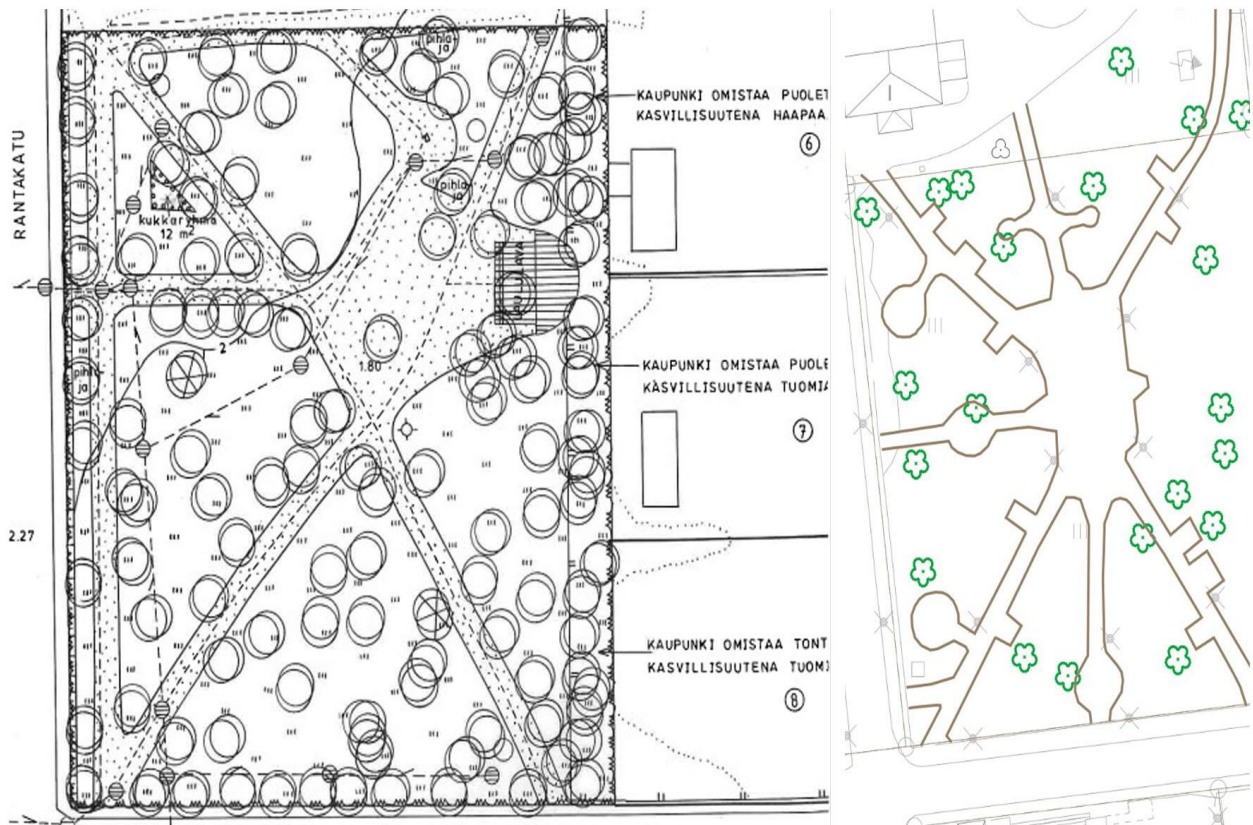 pihla-
ja
KAUPUNKI OMISTAA PUOLET
KASVILLISUUTENA HAAPAA
6
RANTAKATU
pihla-
ja
kukkaryhmä
12 m²
2
pihla-
ja
1.80
KAUPUNKI OMISTAA PUOLE
KASVILLISUUTENA TUOMIA
7
2.27
KAUPUNKI OMISTAA TONT
KASVILLISUUTENA TUOMI
8